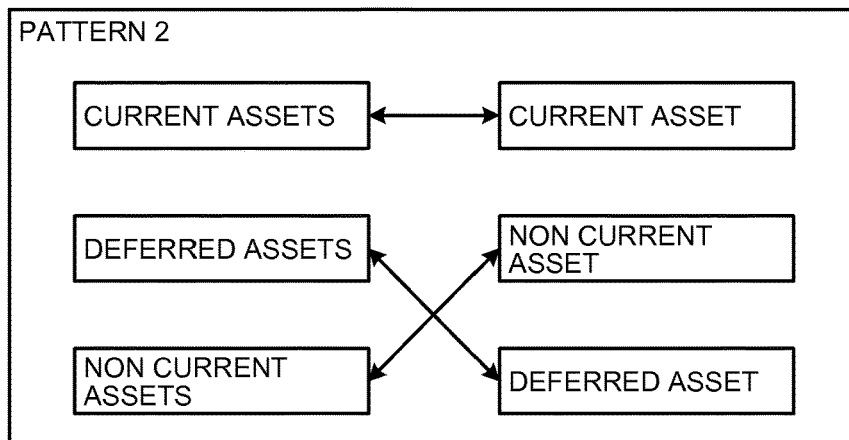 PATTERN 2
CURRENT ASSETS
CURRENT ASSET
DEFERRED ASSETS
NON CURRENT
ASSET
NON CURRENT
ASSETS
DEFERRED ASSET